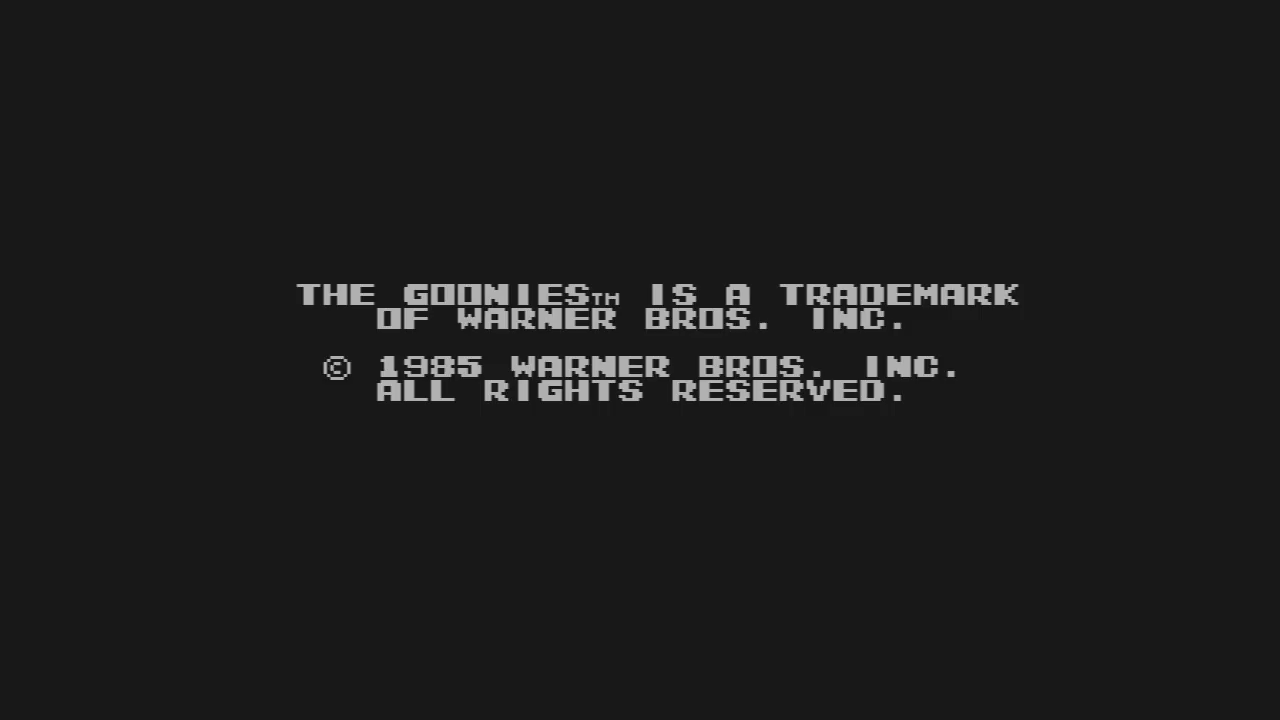 THE GOONIES™ IS A TRADEMARK
OF WARNER BROS. INC.
© 1985 WARNER BROS. INC.
ALL RIGHTS RESERVED.